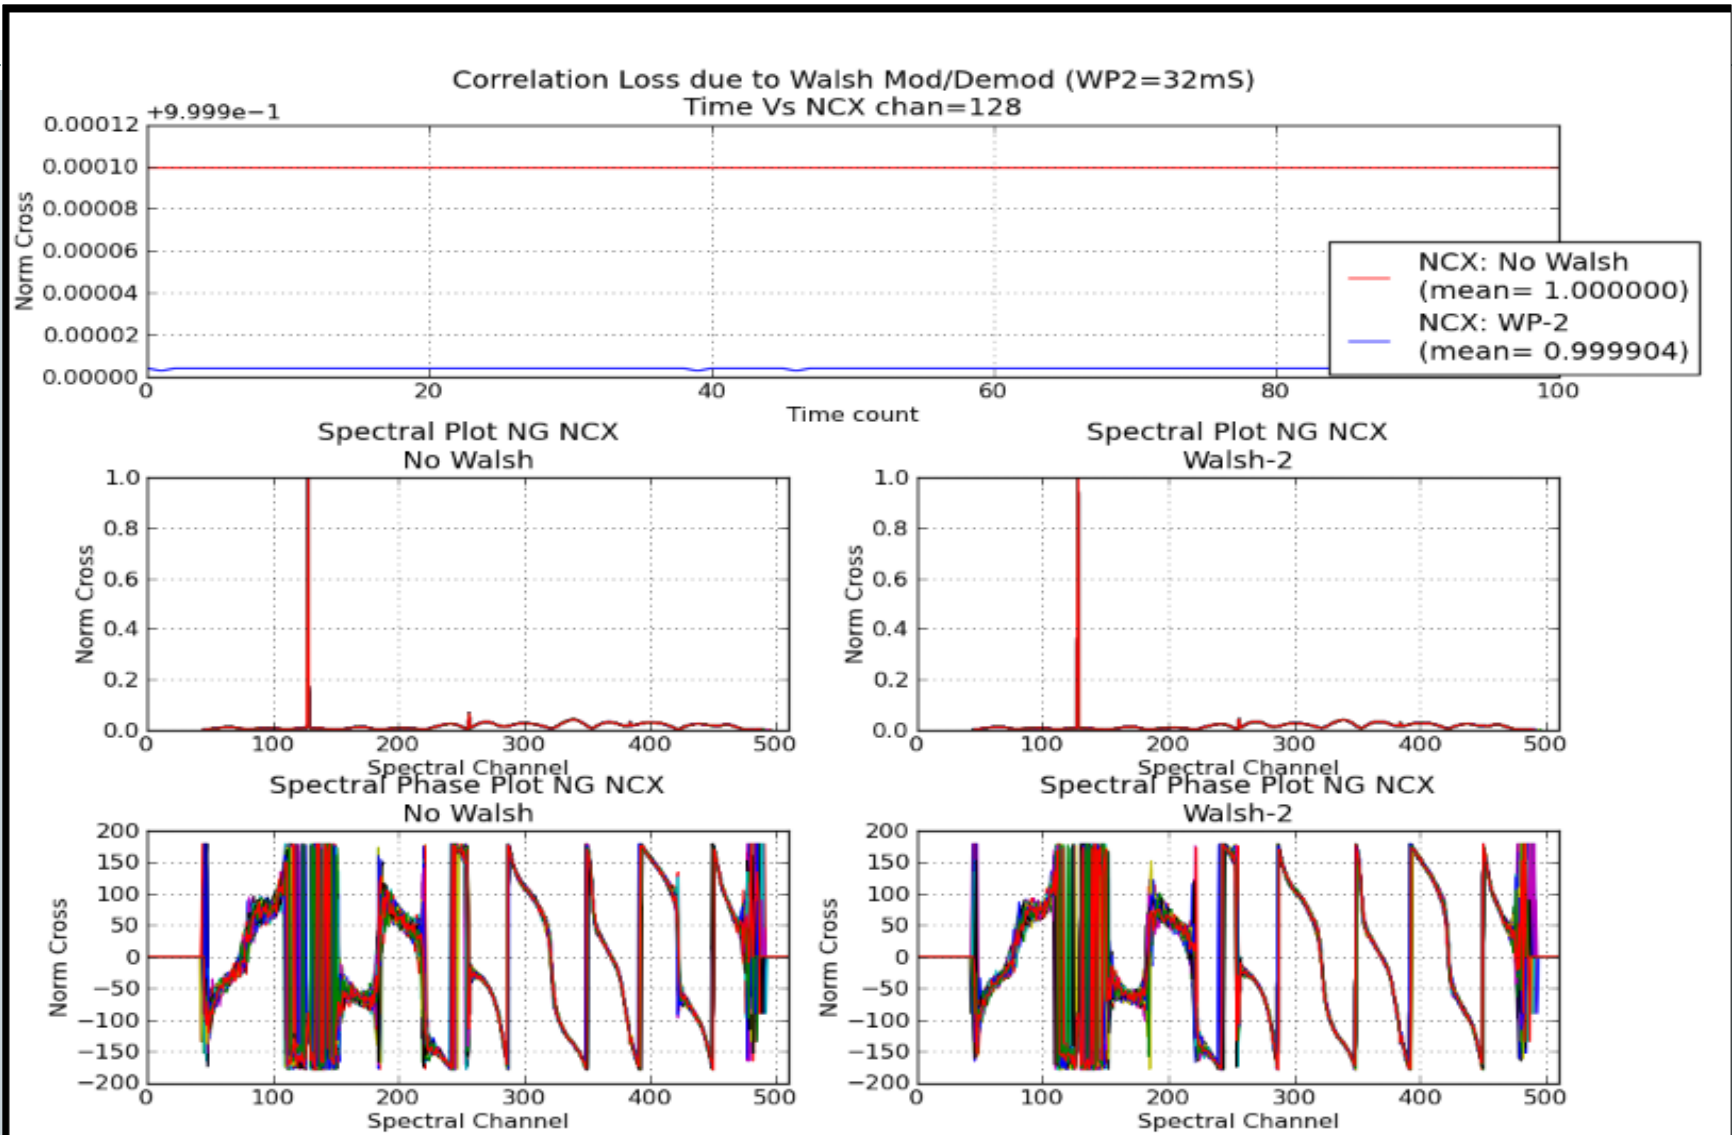 Correlation Loss due to Walsh Mod/Demod (WP2=32mS)
Time Vs NCX chan=128
+9.999e−1
0.00012
0.00010
0.00008
0.00006
0.00004
0.00002
0.00000
Norm Cross
0 20 40 60 80 100
Time count
NCX: No Walsh
(mean= 1.000000)
NCX: WP-2
(mean= 0.999904)
Spectral Plot NG NCX
No Walsh
1.0
0.8
0.6
0.4
0.2
0.0
Norm Cross
0 100 200 300 400 500
Spectral Channel
Spectral Plot NG NCX
Walsh-2
1.0
0.8
0.6
0.4
0.2
0.0
Norm Cross
0 100 200 300 400 500
Spectral Channel
Spectral Phase Plot NG NCX
No Walsh
200
150
100
50
0
−50
−100
−150
−200
Norm Cross
0 100 200 300 400 500
Spectral Channel
Spectral Phase Plot NG NCX
Walsh-2
200
150
100
50
0
−50
−100
−150
−200
Norm Cross
0 100 200 300 400 500
Spectral Channel